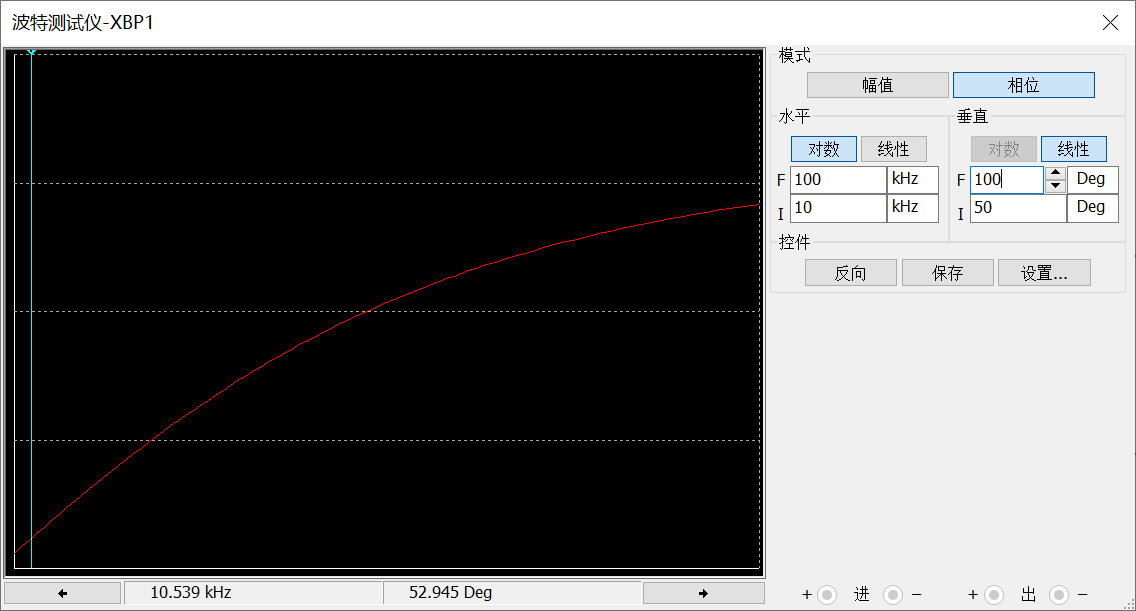 波特测试仪-XBP1
模式
幅值 相位
水平 垂直
对数 线性 对数 线性
F 100 kHz F 100 Deg
I 10 kHz I 50 Deg
控件
反向 保存 设置...
10.539 kHz 52.945 Deg + 进 − + 出 −